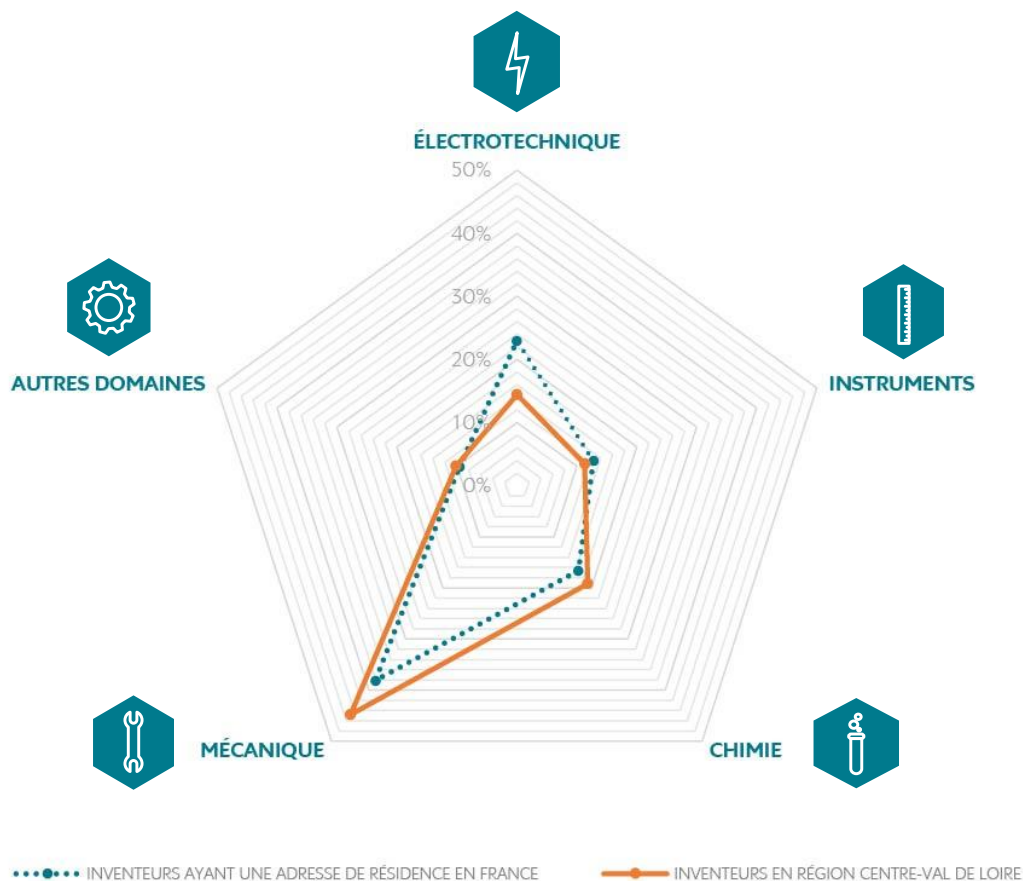 ÉLECTROTECHNIQUE
50%
40%
30%
20%
10%
0%
AUTRES DOMAINES
INSTRUMENTS
MÉCANIQUE
CHIMIE
INVENTEURS AYANT UNE ADRESSE DE RÉSIDENCE EN FRANCE
INVENTEURS EN RÉGION CENTRE-VAL DE LOIRE